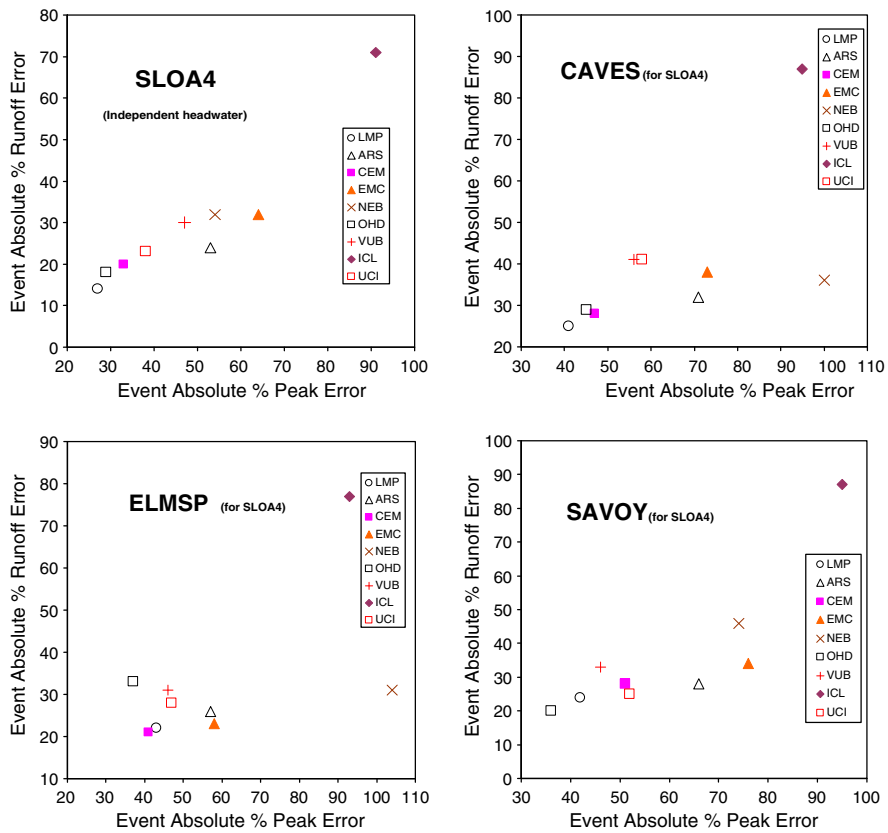 80
70
60
50
40
30
20
10
0
20 30 40 50 60 70 80 90 100
Event Absolute % Runoff Error
Event Absolute % Peak Error
SLOA4
(Independent headwater)
LMP
ARS
CEM
EMC
NEB
OHD
VUB
ICL
UCI
100
90
80
70
60
50
40
30
20
30 40 50 60 70 80 90 100 110
Event Absolute % Runoff Error
Event Absolute % Peak Error
CAVES (for SLOA4)
LMP
ARS
CEM
EMC
NEB
OHD
VUB
ICL
UCI
90
80
70
60
50
40
30
20
10
20 30 40 50 60 70 80 90 100 110
Event Absolute % Runoff Error
Event Absolute % Peak Error
ELMSP (for SLOA4)
LMP
ARS
CEM
EMC
NEB
OHD
VUB
ICL
UCI
100
90
80
70
60
50
40
30
20
10
0
30 40 50 60 70 80 90 100
Event Absolute % Runoff Error
Event Absolute % Peak Error
SAVOY (for SLOA4)
LMP
ARS
CEM
EMC
NEB
OHD
VUB
ICL
UCI